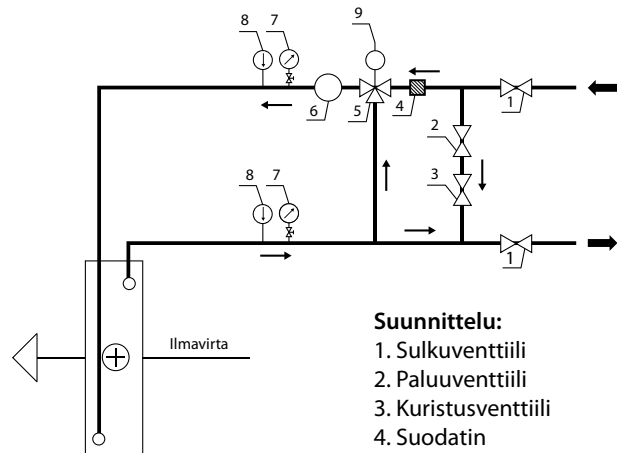 8 7 9
6 5 4 1
2
3
8 7
1
Ilmavirta
Suunnittelu:
1. Sulkuventtiili
2. Paluuventtiili
3. Kuristusventtiili
4. Suodatin